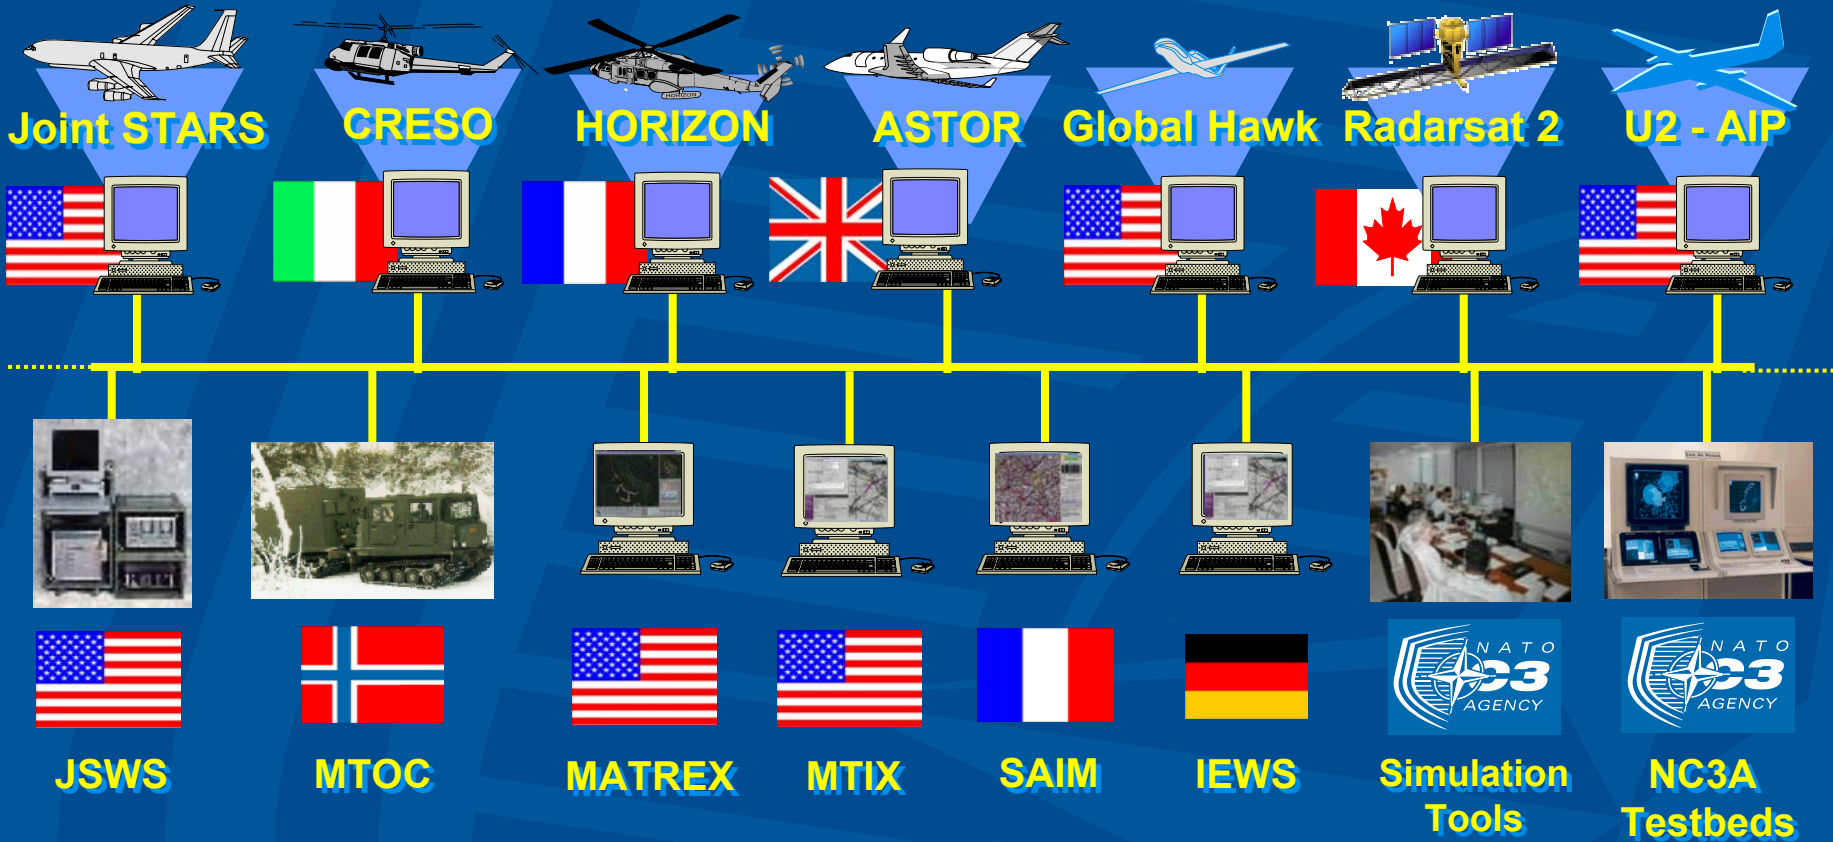 Joint STARS
CRESO
HORIZON
ASTOR
Global Hawk
Radarsat 2
U2 - AIP
HORIZON
NATO
C3
AGENCY
NATO
C3
AGENCY
JSWS
MTOC
MATREX
MTIX
SAIM
IEWS
Simulation
Tools
NC3A
Testbeds